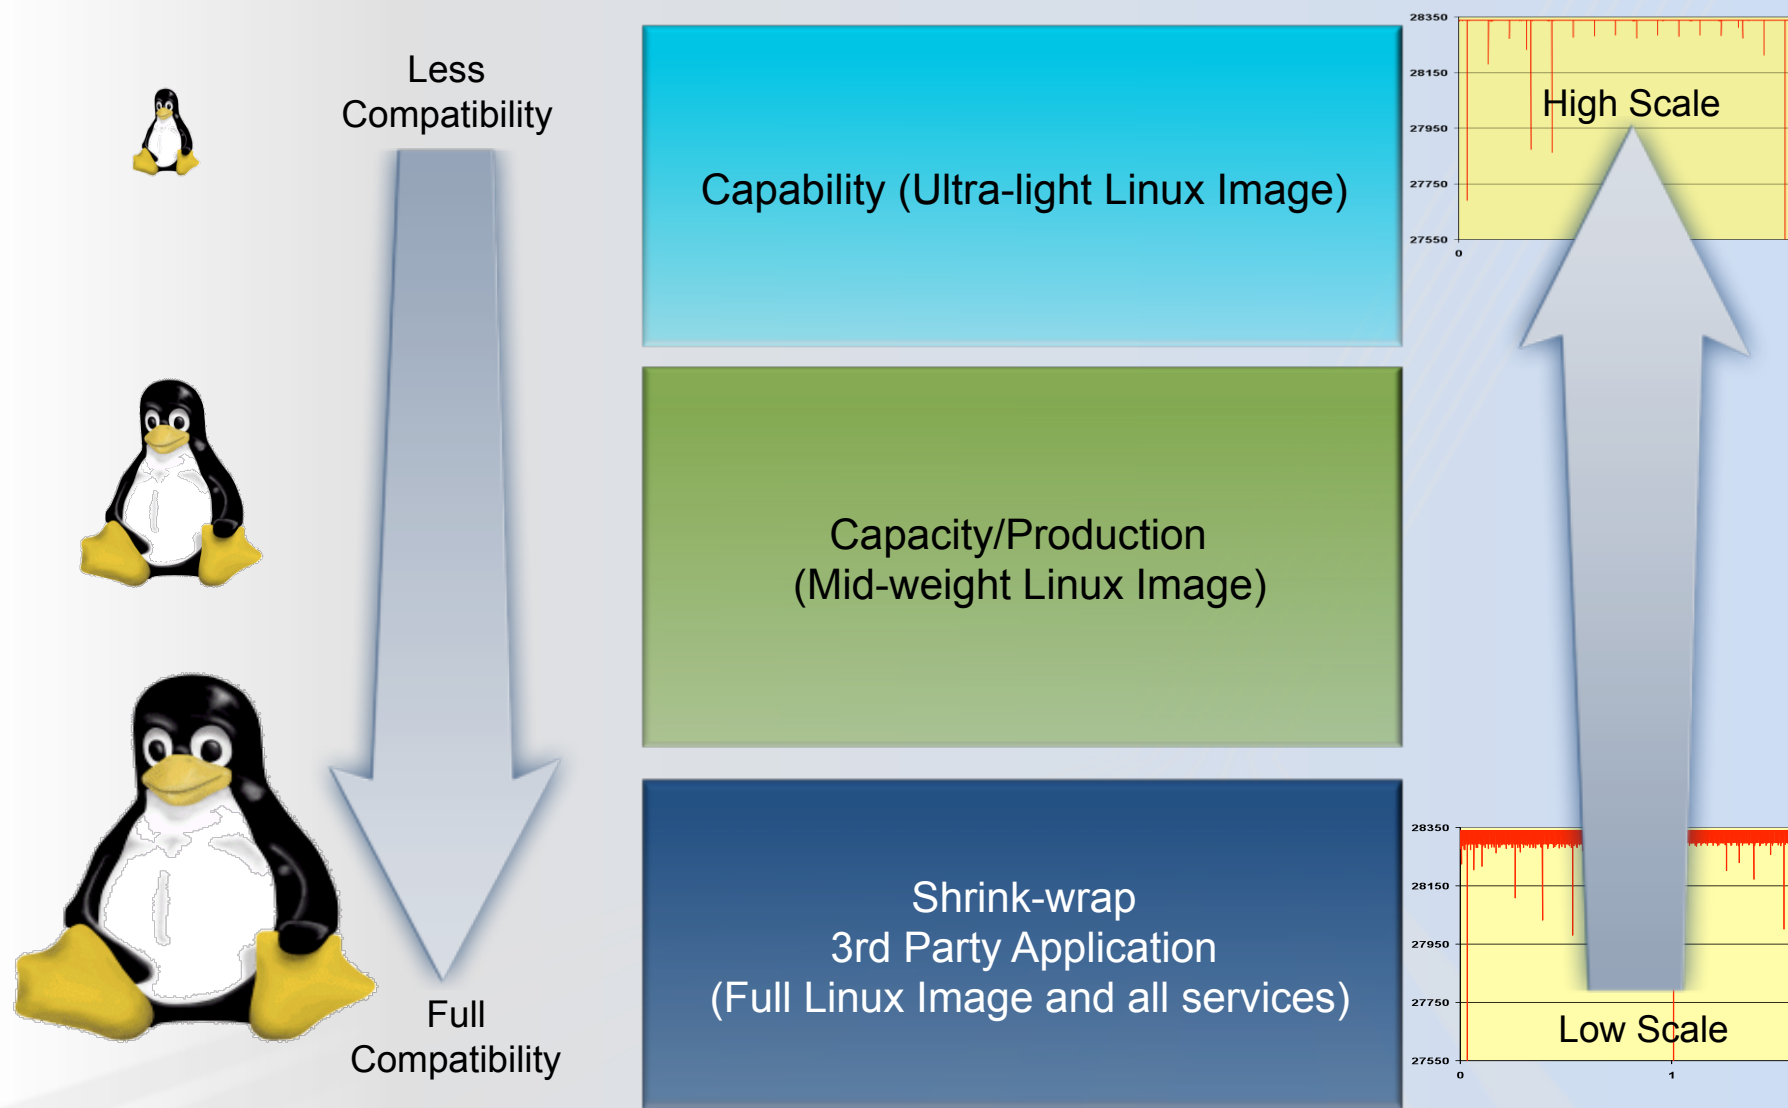 Less
Compatibility
Full
Compatibility
Capability (Ultra-light Linux Image)
Capacity/Production
(Mid-weight Linux Image)
Shrink-wrap
3rd Party Application
(Full Linux Image and all services)
28350
28150
27950
27750
27550
0
High Scale
28350
28150
27950
27750
27550
0
1
Low Scale